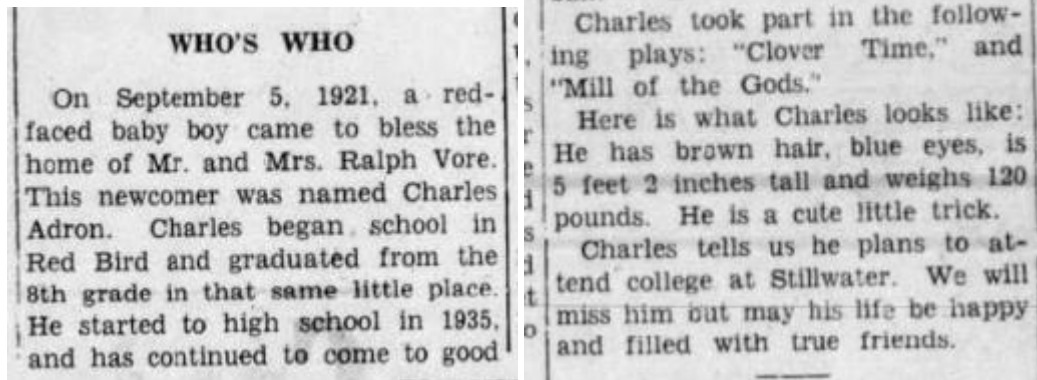 WHO'S WHO
On September 5, 1921, a red-
faced baby boy came to bless the
home of Mr. and Mrs. Ralph Vore.
This newcomer was named Charles
Adron. Charles began school in
Red Bird and graduated from the
8th grade in that same little place.
He started to high school in 1935,
and has continued to come to good
Charles took part in the follow-
ing plays: "Clover Time," and
"Mill of the Gods."
Here is what Charles looks like:
He has brown hair, blue eyes, is
5 feet 2 inches tall and weighs 120
pounds. He is a cute little trick.
Charles tells us he plans to at-
tend college at Stillwater. We will
miss him but may his life be happy
and filled with true friends.